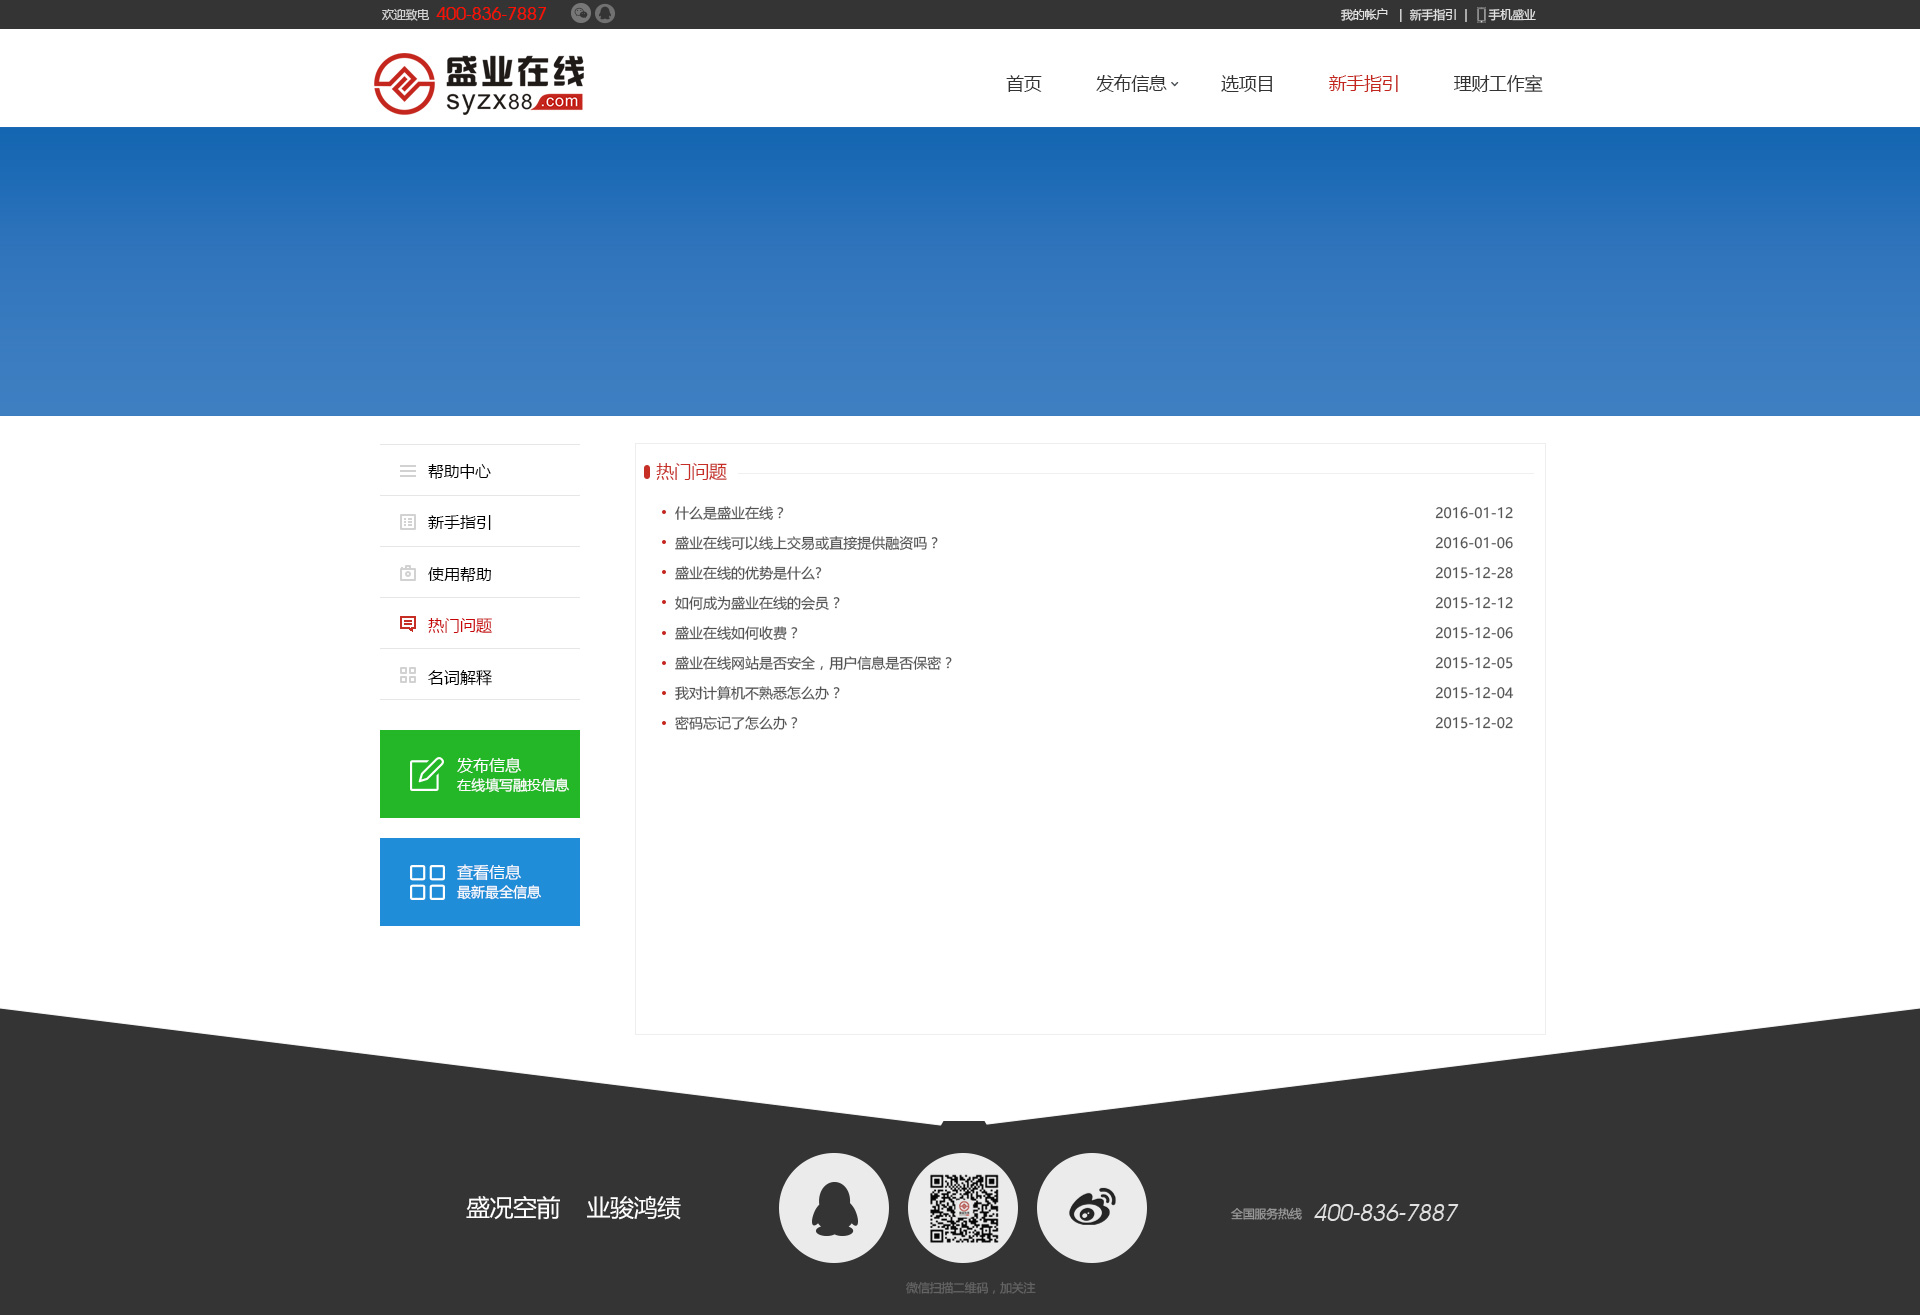 欢迎致电 400-836-7887
我的帐户 | 新手指引 | 手机盛业
盛业在线
syzx88.com
首页 发布信息 选项目 新手指引 理财工作室
帮助中心
新手指引
使用帮助
热门问题
名词解释
发布信息
在线填写融投信息
查看信息
最新最全信息
热门问题
什么是盛业在线？ 2016-01-12
盛业在线可以线上交易或直接提供融资吗？ 2016-01-06
盛业在线的优势是什么? 2015-12-28
如何成为盛业在线的会员？ 2015-12-12
盛业在线如何收费？ 2015-12-06
盛业在线网站是否安全，用户信息是否保密？ 2015-12-05
我对计算机不熟悉怎么办？ 2015-12-04
密码忘记了怎么办？ 2015-12-02
盛况空前 业骏鸿绩
全国服务热线 400-836-7887
微信扫描二维码，加关注